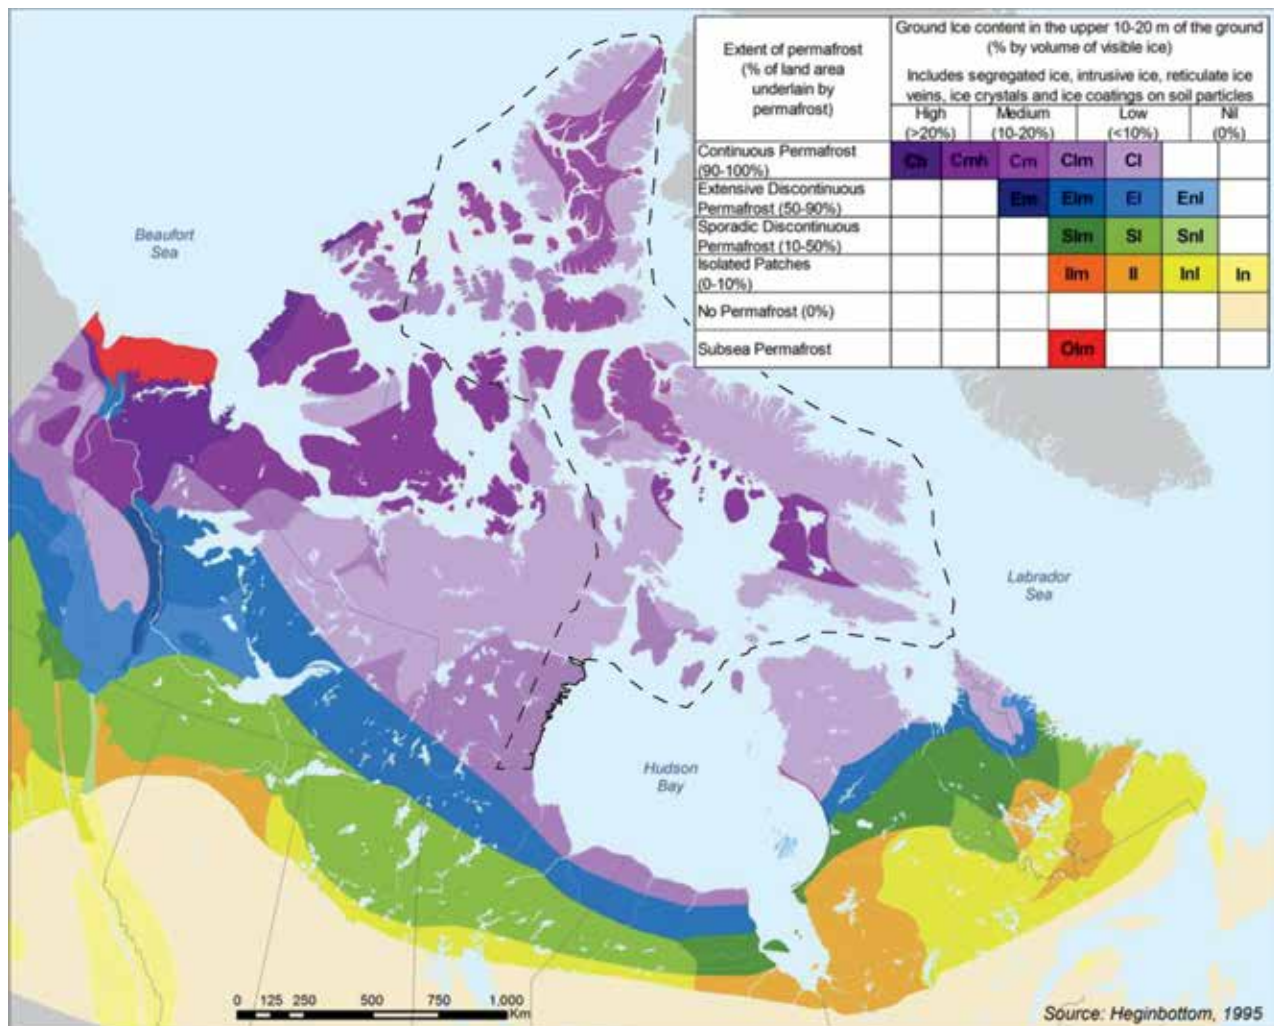 Extent of permafrost
(% of land area
underlain by
permafrost)
Ground Ice content in the upper 10-20 m of the ground
(% by volume of visible ice)
Includes segregated ice, intrusive ice, reticulate ice
veins, ice crystals and ice coatings on soil particles
High
(>20%)
Medium
(10-20%)
Low
(<10%)
Nil
(0%)
Continuous Permafrost
(90-100%)
Ch Cmh Cm Clm Cl
Extensive Discontinuous
Permafrost (50-90%)
Em Elm El Enl
Sporadic Discontinuous
Permafrost (10-50%)
Slm Sl Snl
Isolated Patches
(0-10%)
Ilm Il Inl In
No Permafrost (0%)
Subsea Permafrost
Olm
Beaufort
Sea
Labrador
Sea
Hudson
Bay
0 125 250 500 750 1,000
Km
Source: Heginbottom, 1995